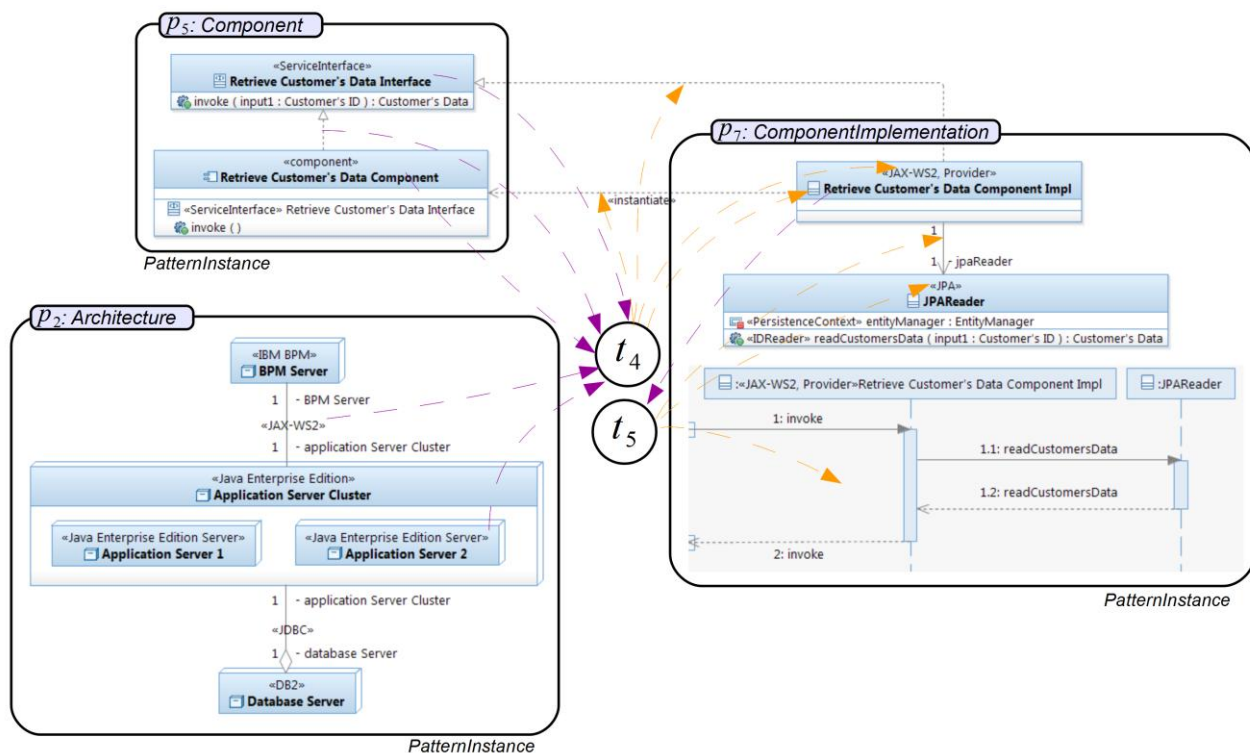 p5: Component
«ServiceInterface»
Retrieve Customer's Data Interface
invoke ( input1 : Customer's ID ) : Customer's Data
«component»
Retrieve Customer's Data Component
«ServiceInterface» Retrieve Customer's Data Interface
invoke ( )
PatternInstance
p2: Architecture
«IBM BPM»
BPM Server
1 - BPM Server
«JAX-WS2»
1 - application Server Cluster
«Java Enterprise Edition»
Application Server Cluster
«Java Enterprise Edition Server»
Application Server 1
«Java Enterprise Edition Server»
Application Server 2
1 - application Server Cluster
«JDBC»
1 - database Server
«DB2»
Database Server
PatternInstance
t4
t5
p7: ComponentImplementation
«JAX-WS2, Provider»
Retrieve Customer's Data Component Impl
«instantiate»
1
1 - jpaReader
«JPA»
JPAReader
«PersistenceContext» entityManager : EntityManager
«IDReader» readCustomersData ( input1 : Customer's ID ) : Customer's Data
:«JAX-WS2, Provider»Retrieve Customer's Data Component Impl
:JPAReader
1: invoke
1.1: readCustomersData
1.2: readCustomersData
2: invoke
PatternInstance